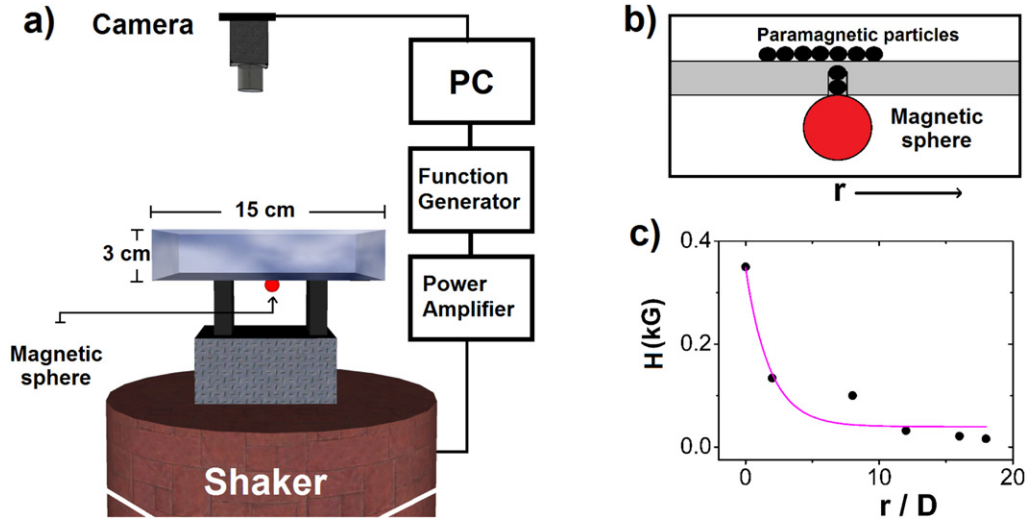 a)
Camera
PC
Function
Generator
Power
Amplifier
15 cm
3 cm
Magnetic
sphere
Shaker
b)
Paramagnetic particles
Magnetic
sphere
r
c)
0.4
0.2
0.0
H (kG)
0
10
20
r / D